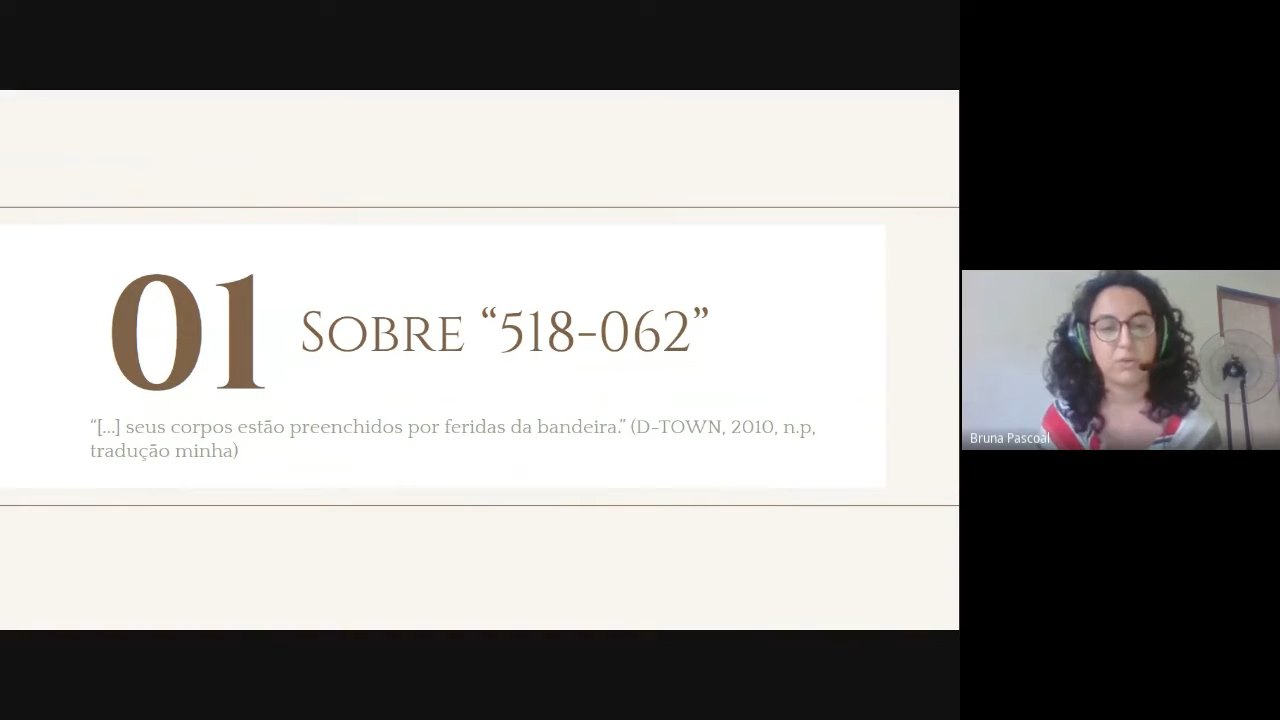 01
Sobre “518-062”
“[...] seus corpos estão preenchidos por feridas da bandeira.” (D-TOWN, 2010, n.p,
tradução minha)
Bruna Pascoal